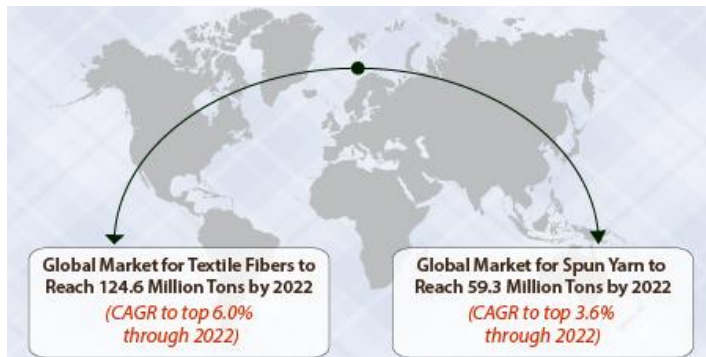 Global Market for Textile Fibers to
Reach 124.6 Million Tons by 2022
(CAGR to top 6.0%
through 2022)
Global Market for Spun Yarn to
Reach 59.3 Million Tons by 2022
(CAGR to top 3.6%
through 2022)